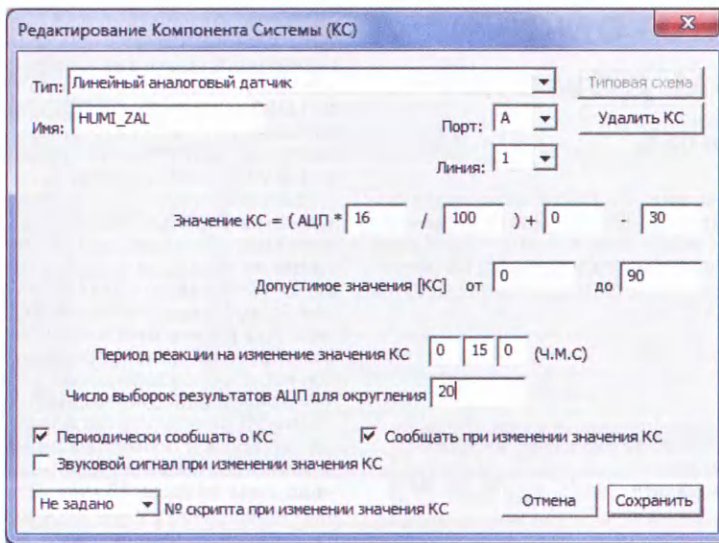 Редактирование Компонента Системы (КС)
Тип: Линейный аналоговый датчик Типовая схема
Имя: HUMI_ZAL Порт: A Удалить КС
Линия: 1
Значение КС = ( АЦП * 16 / 100 ) + 0 - 30
Допустимое значения [КС] от 0 до 90
Период реакции на изменение значения КС 0 15 0 (Ч.М.С)
Число выборок результатов АЦП для округления 20
Периодически сообщать о КС Сообщать при изменении значения КС
Звуковой сигнал при изменении значения КС
Не задано № скрипта при изменении значения КС Отмена Сохранить